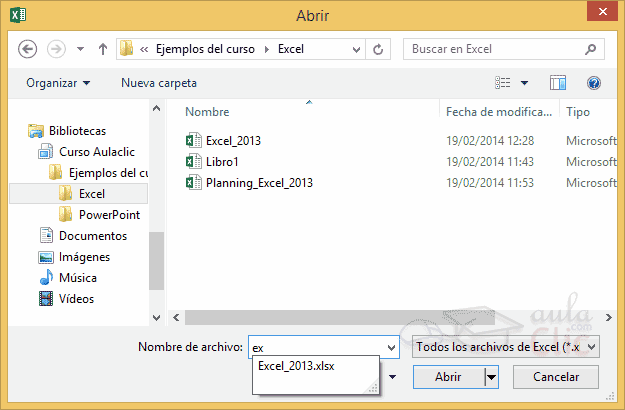 Abrir
« Ejemplos del curso Excel
Buscar en Excel
Organizar Nueva carpeta
Nombre Fecha de modifica... Tipo
Bibliotecas
Curso Aulaclic
Ejemplos del cu
Excel
PowerPoint
Documentos
Imágenes
Música
Vídeos
Excel_2013 19/02/2014 12:28 Microsoft
Libro1 19/02/2014 11:43 Microsoft
Planning_Excel_2013 19/02/2014 11:53 Microsoft
aula
Clic
.com
Nombre de archivo: ex
Todos los archivos de Excel (*.x
Excel_2013.xlsx
Abrir Cancelar